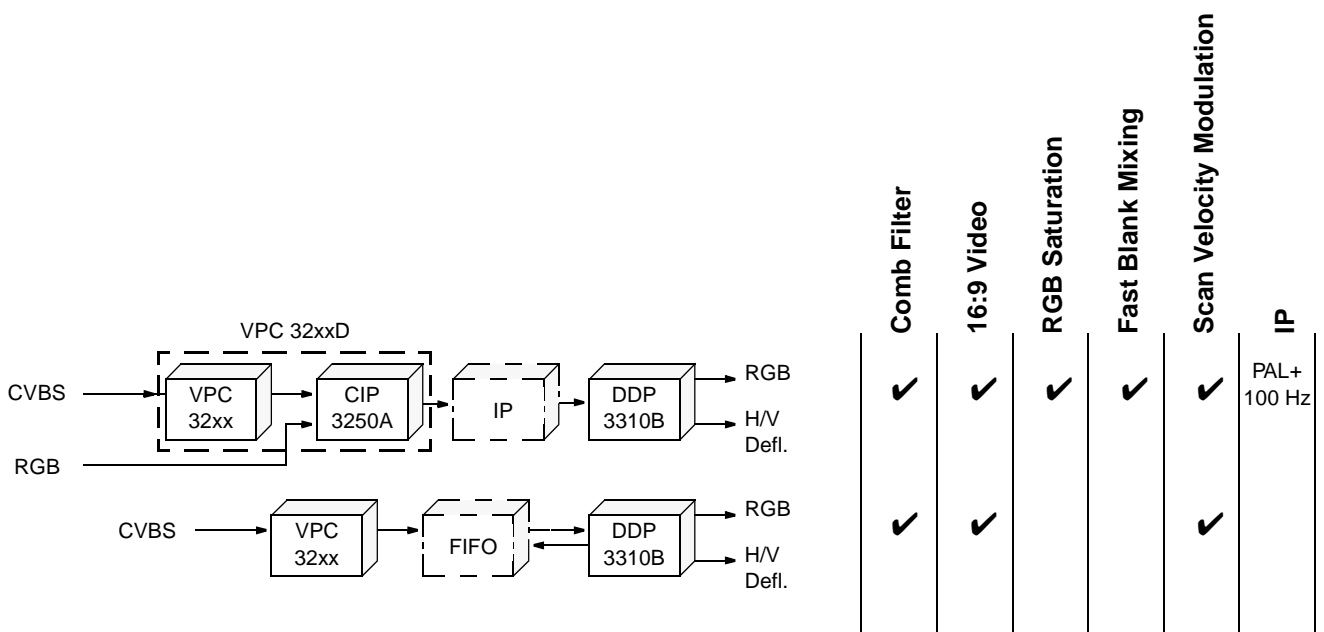 Comb Filter
16:9 Video
RGB Saturation
Fast Blank Mixing
Scan Velocity Modulation
IP
VPC 32xxD
CVBS
VPC
32xx
CIP
3250A
IP
DDP
3310B
RGB
H/V
Defl.
RGB
✔ ✔ ✔ ✔ ✔
PAL+
100 Hz
CVBS
VPC
32xx
FIFO
DDP
3310B
RGB
H/V
Defl.
✔ ✔ ✔